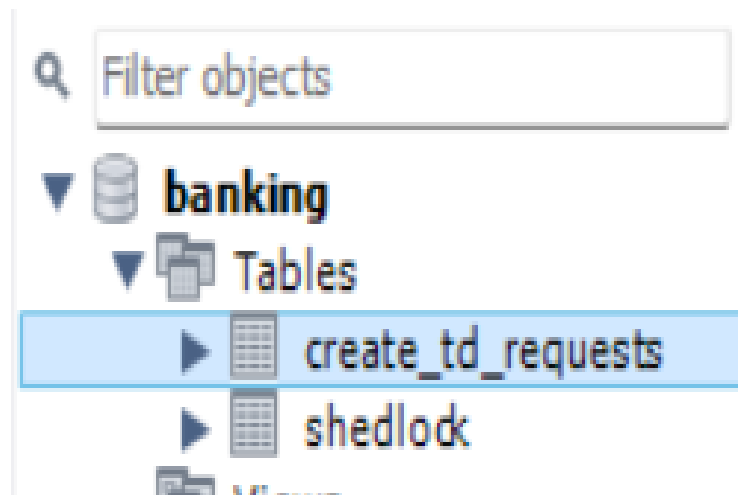 Filter objects
banking
Tables
create_td_requests
shedlock